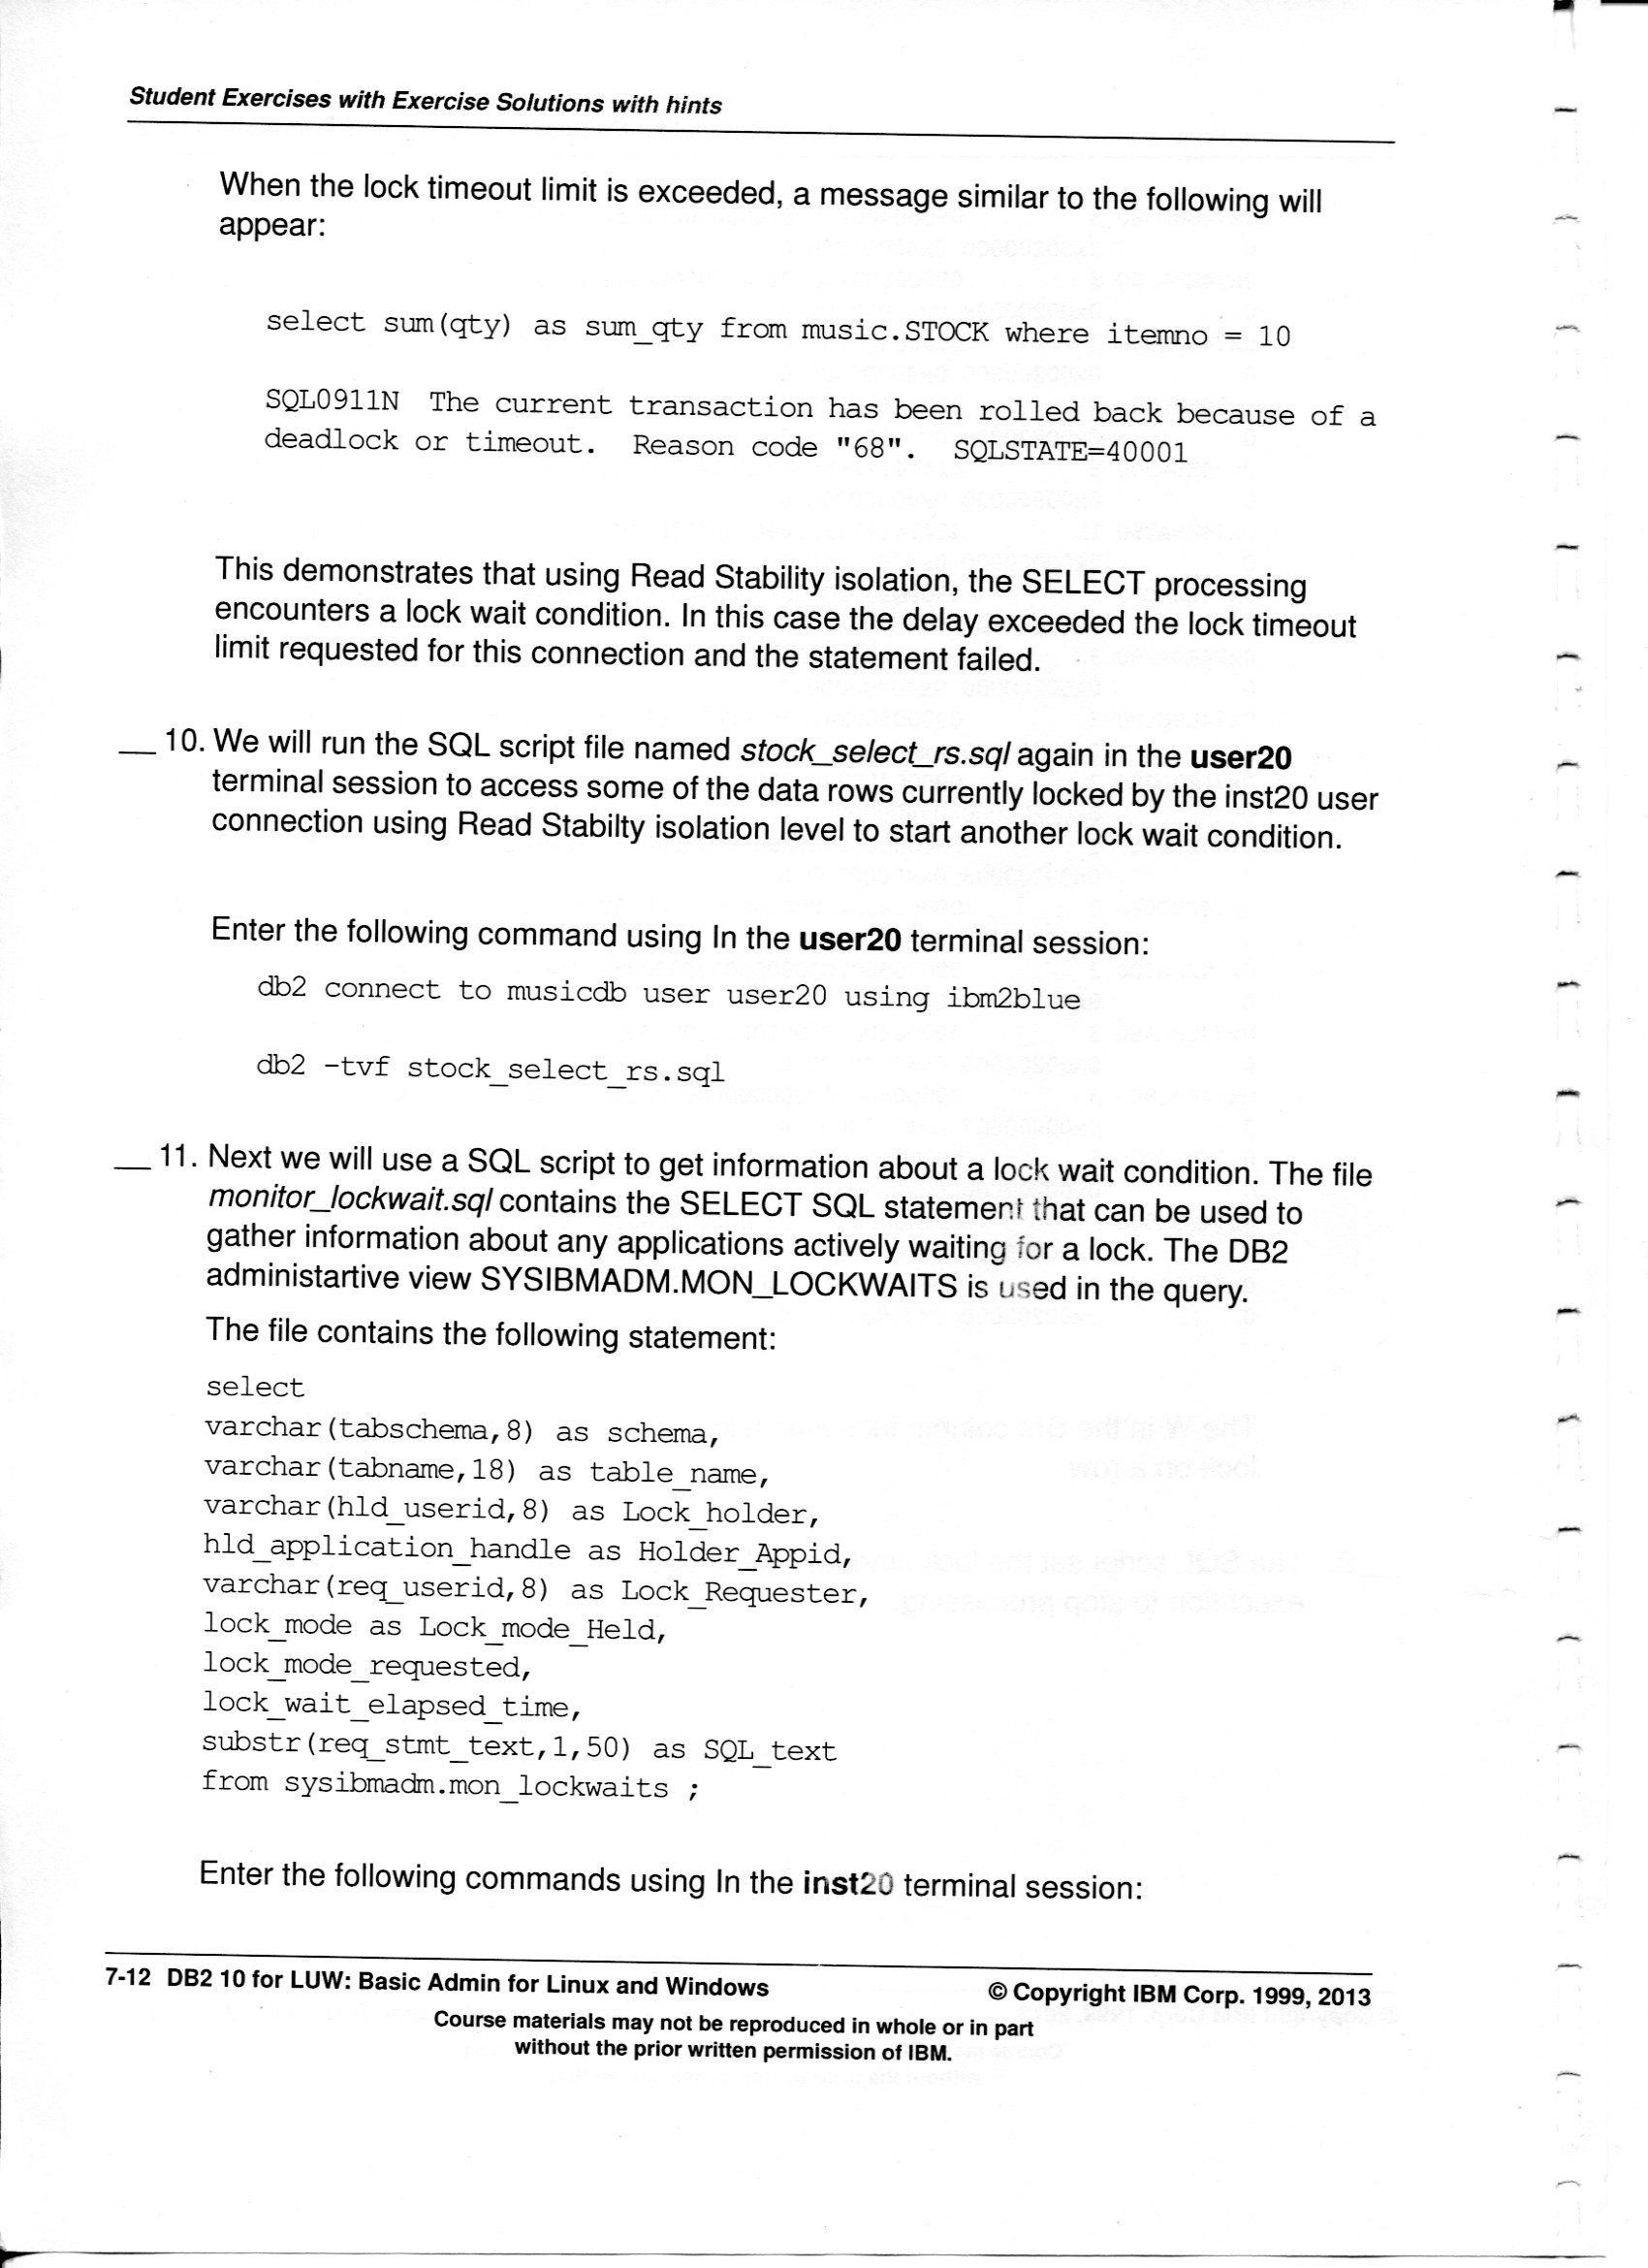 Student Exercises with Exercise Solutions with hints
When the lock timeout limit is exceeded, a message similar to the following will
appear:
select sum(qty) as sum_qty from music.STOCK where itemno = 10
SQL0911N  The current transaction has been rolled back because of a
deadlock or timeout.  Reason code "68".  SQLSTATE=40001
This demonstrates that using Read Stability isolation, the SELECT processing
encounters a lock wait condition. In this case the delay exceeded the lock timeout
limit requested for this connection and the statement failed.
__ 10. We will run the SQL script file named stock_select_rs.sql again in the user20
terminal session to access some of the data rows currently locked by the inst20 user
connection using Read Stabilty isolation level to start another lock wait condition.
Enter the following command using In the user20 terminal session:
db2 connect to musicdb user user20 using ibm2blue
db2 -tvf stock_select_rs.sql
__ 11. Next we will use a SQL script to get information about a lock wait condition. The file
monitor_lockwait.sql contains the SELECT SQL statement that can be used to
gather information about any applications actively waiting for a lock. The DB2
administartive view SYSIBMADM.MON_LOCKWAITS is used in the query.
The file contains the following statement:
select
varchar(tabschema,8) as schema,
varchar(tabname,18) as table_name,
varchar(hld_userid,8) as Lock_holder,
hld_application_handle as Holder_Appid,
varchar(req_userid,8) as Lock_Requester,
lock_mode as Lock_mode_Held,
lock_mode_requested,
lock_wait_elapsed_time,
substr(req_stmt_text,1,50) as SQL_text
from sysibmadm.mon_lockwaits ;
Enter the following commands using In the inst20 terminal session:
7-12 DB2 10 for LUW: Basic Admin for Linux and Windows © Copyright IBM Corp. 1999, 2013
Course materials may not be reproduced in whole or in part
without the prior written permission of IBM.